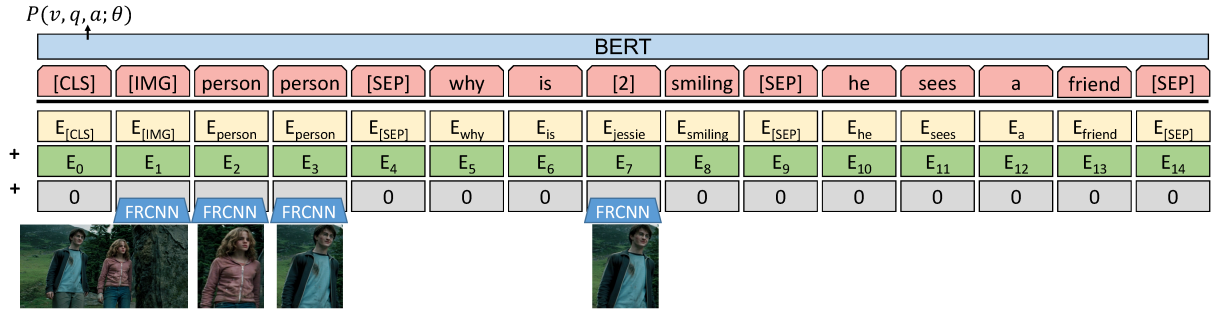 P(v, q, a; θ)
BERT
[CLS] [IMG] person person [SEP] why is [2] smiling [SEP] he sees a friend [SEP]
E[CLS] E[IMG] Eperson Eperson E[SEP] Ewhy Eis Ejessie Esmiling E[SEP] Ehe Esees Ea Efriend E[SEP]
+ E0 E1 E2 E3 E4 E5 E6 E7 E8 E9 E10 E11 E12 E13 E14
+ 0 0 0 0 0 0 0 0 0 0 0
FRCNN FRCNN FRCNN FRCNN